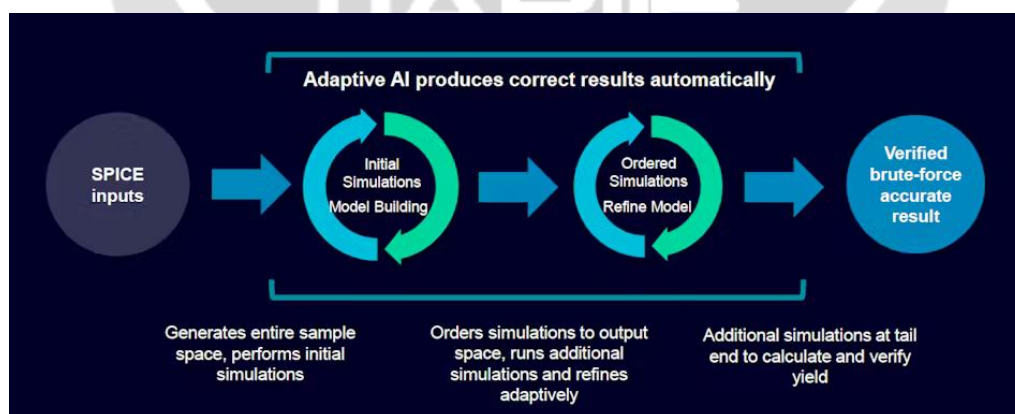 Adaptive AI produces correct results automatically
SPICE
inputs
Initial
Simulations
Model Building
Ordered
Simulations
Refine Model
Verified
brute-force
accurate
result
Generates entire sample
space, performs initial
simulations
Orders simulations to output
space, runs additional
simulations and refines
adaptively
Additional simulations at tail
end to calculate and verify
yield